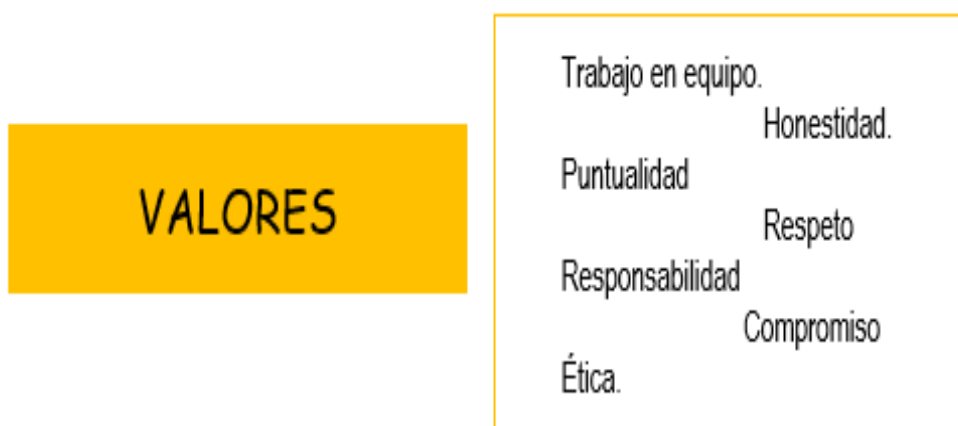 VALORES
Trabajo en equipo.
Honestidad.
Puntualidad
Respeto
Responsabilidad
Compromiso
Ética.